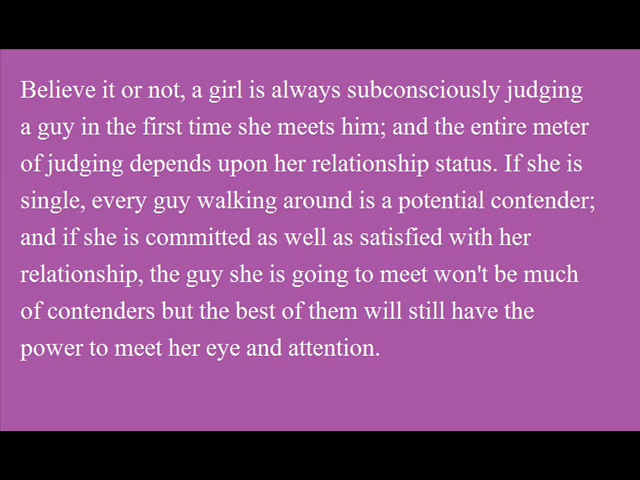 Believe it or not, a girl is always subconsciously judging
a guy in the first time she meets him; and the entire meter
of judging depends upon her relationship status. If she is
single, every guy walking around is a potential contender;
and if she is committed as well as satisfied with her
relationship, the guy she is going to meet won't be much
of contenders but the best of them will still have the
power to meet her eye and attention.